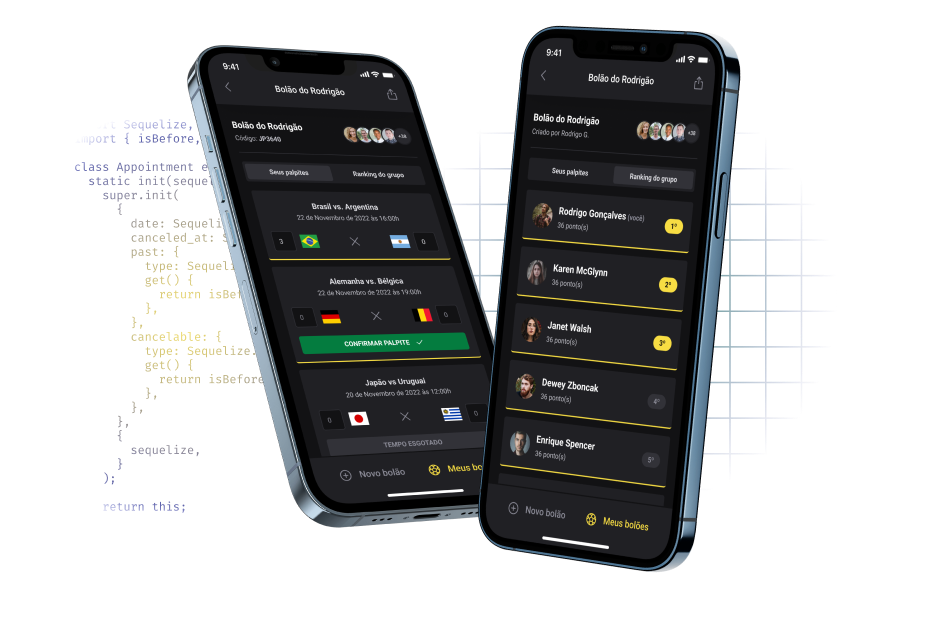 Sequelize,
import { isBefore,
class Appointment e
static init(sequel
super.init(
{
date: Sequeli
canceled_at: S
past: {
type: Sequeli
get() {
return isBef
},
},
cancelable: {
type: Sequelize.
get() {
return isBefore
},
},
},
{
sequelize,
}
);
return this;
9:41
Bolão do Rodrigão
Bolão do Rodrigão
Código: JP3640
+38
Seus palpites
Ranking do grupo
Brasil vs. Argentina
22 de Novembro de 2022 às 16:00h
3
0
Alemanha vs. Bélgica
22 de Novembro de 2022 às 19:00h
0
0
CONFIRMAR PALPITE
Japão vs Uruguai
20 de Novembro de 2022 às 12:00h
0
0
TEMPO ESGOTADO
Novo bolão
Meus bo
9:41
Bolão do Rodrigão
Bolão do Rodrigão
Criado por Rodrigo G.
+38
Seus palpites
Ranking do grupo
Rodrigo Gonçalves (você)
36 ponto(s)
1º
Karen McGlynn
36 ponto(s)
2º
Janet Walsh
36 ponto(s)
3º
Dewey Zboncak
36 ponto(s)
4º
Enrique Spencer
36 ponto(s)
5º
Novo bolão
Meus bolões